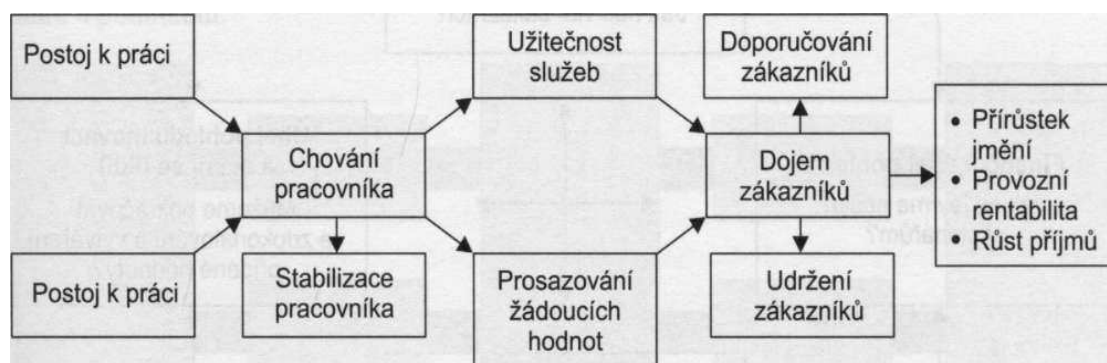 Postoj k práci
Užitečnost
služeb
Doporučování
zákazníků
Chování
pracovníka
Dojem
zákazníků
• Přírůstek
jmění
• Provozní
rentabilita
• Růst příjmů
Postoj k práci
Stabilizace
pracovníka
Prosazování
žádoucích
hodnot
Udržení
zákazníků